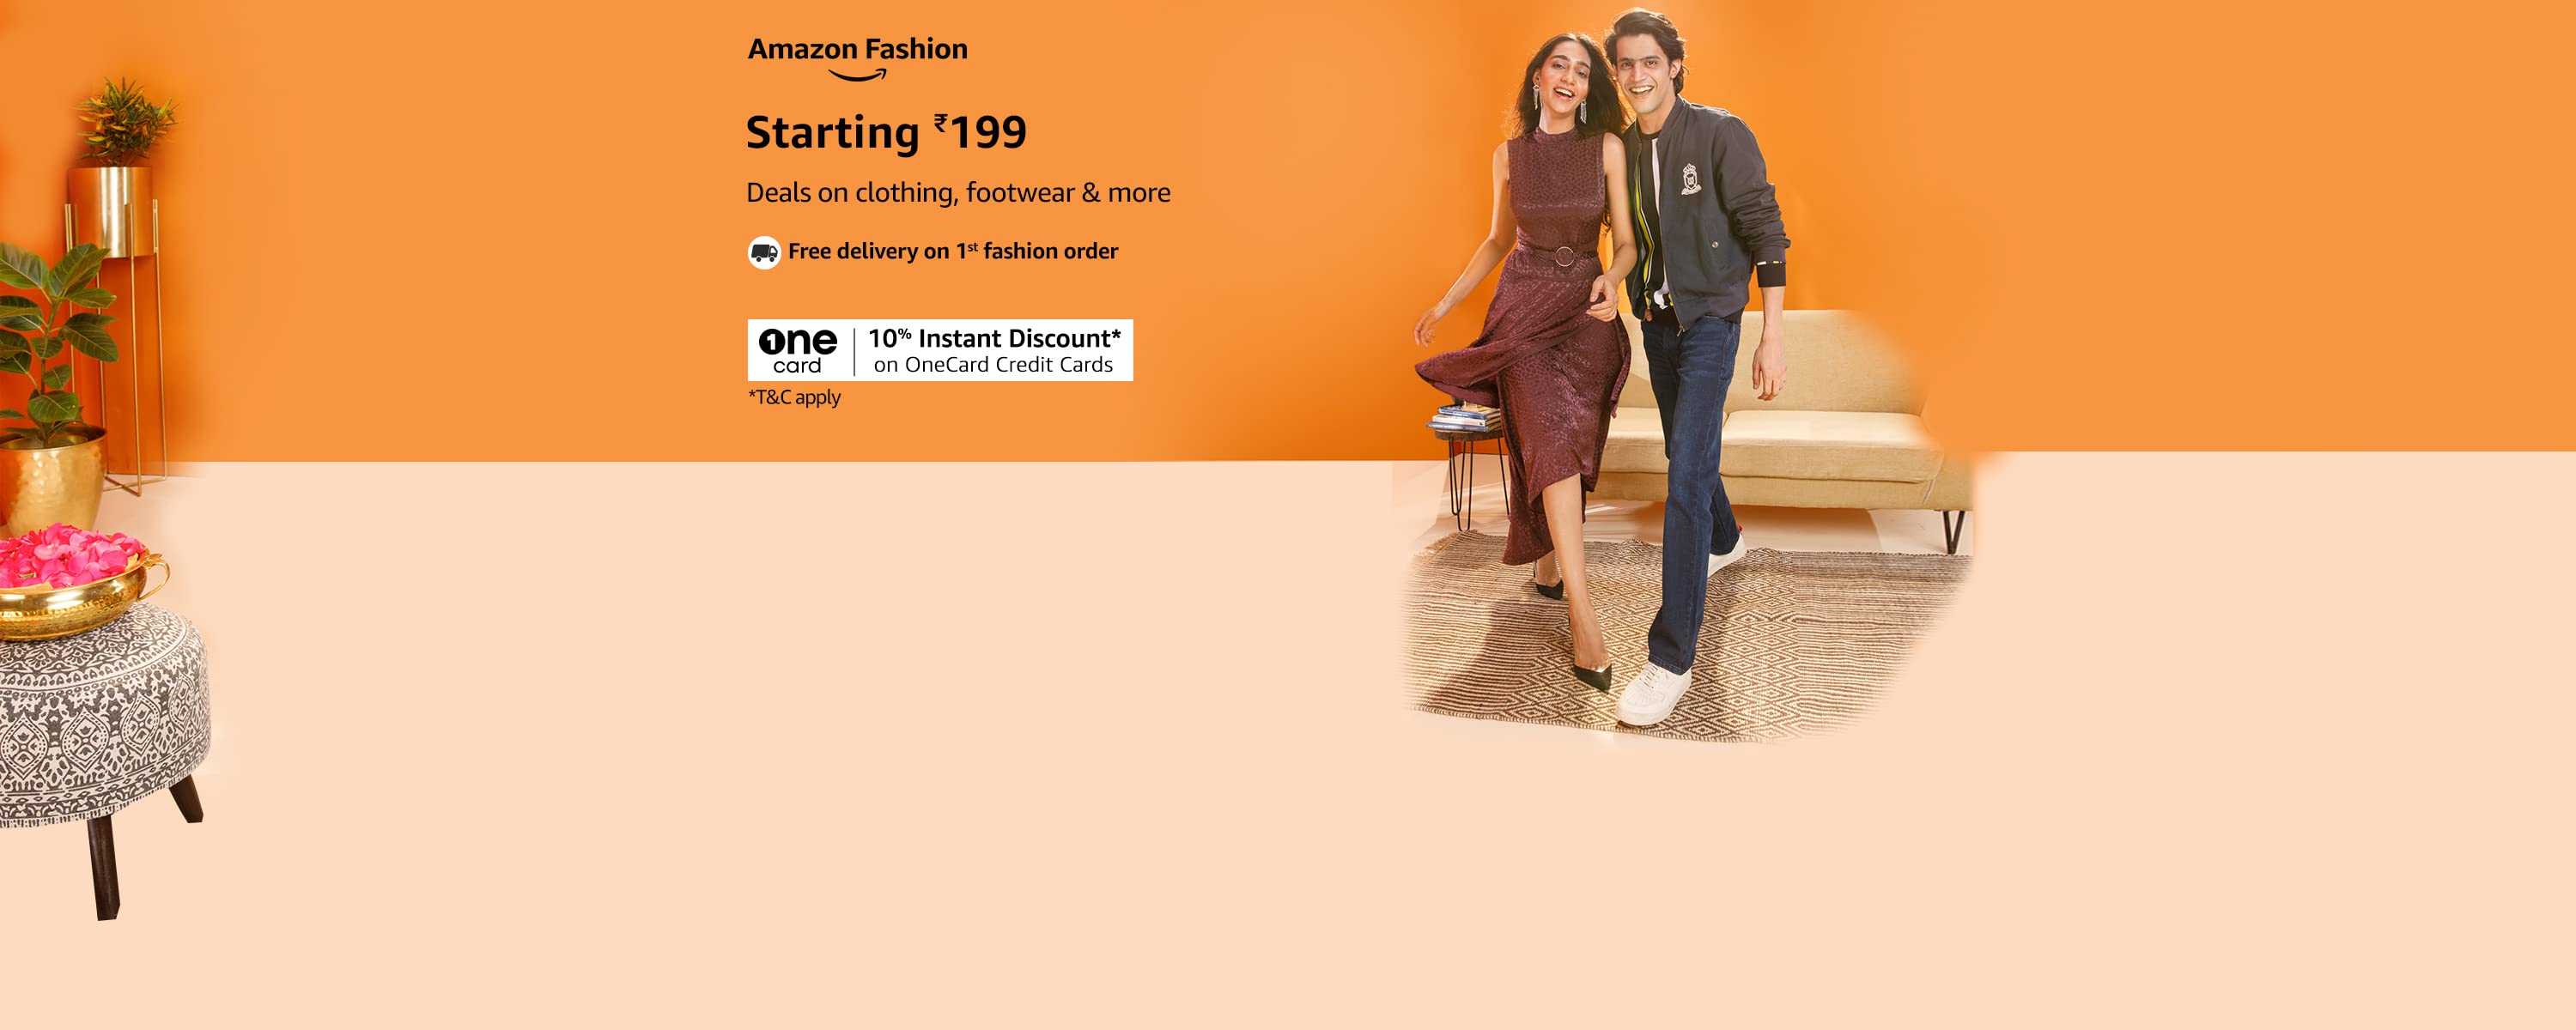 Amazon Fashion
Starting ₹199
Deals on clothing, footwear & more
Free delivery on 1st fashion order
One card
10% Instant Discount*
on OneCard Credit Cards
*T&C apply